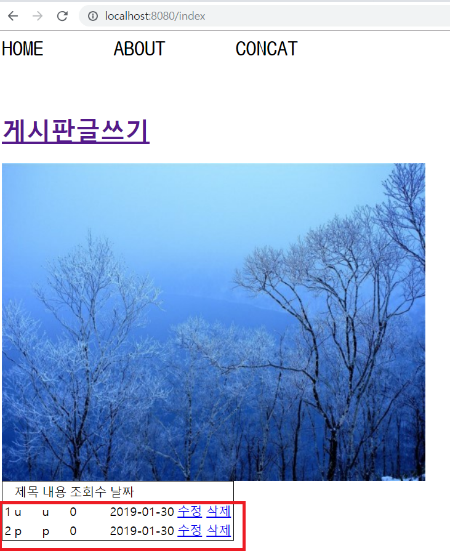 localhost:8080/index
HOME ABOUT CONCAT
게시판글쓰기
제목 내용 조회수 날짜
1 u u 0 2019-01-30 수정 삭제
2 p p 0 2019-01-30 수정 삭제